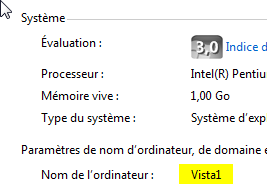 Système
Évaluation :
3,0 Indice d
Processeur :
Intel(R) Pentiu
Mémoire vive :
1,00 Go
Type du système :
Système d'exp
Paramètres de nom d'ordinateur, de domaine e
Nom de l'ordinateur :
Vista1